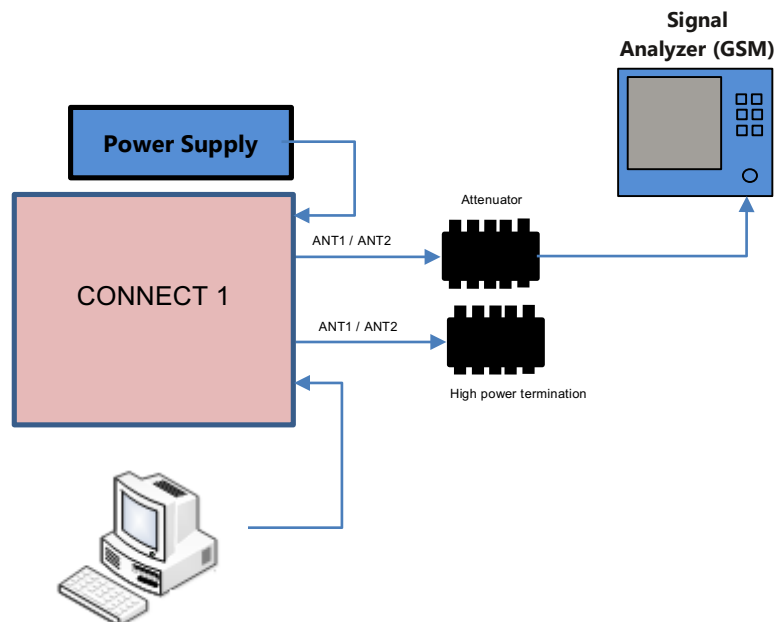 Signal
Analyzer (GSM)
Power Supply
Attenuator
ANT1 / ANT2
CONNECT 1
ANT1 / ANT2
High power termination